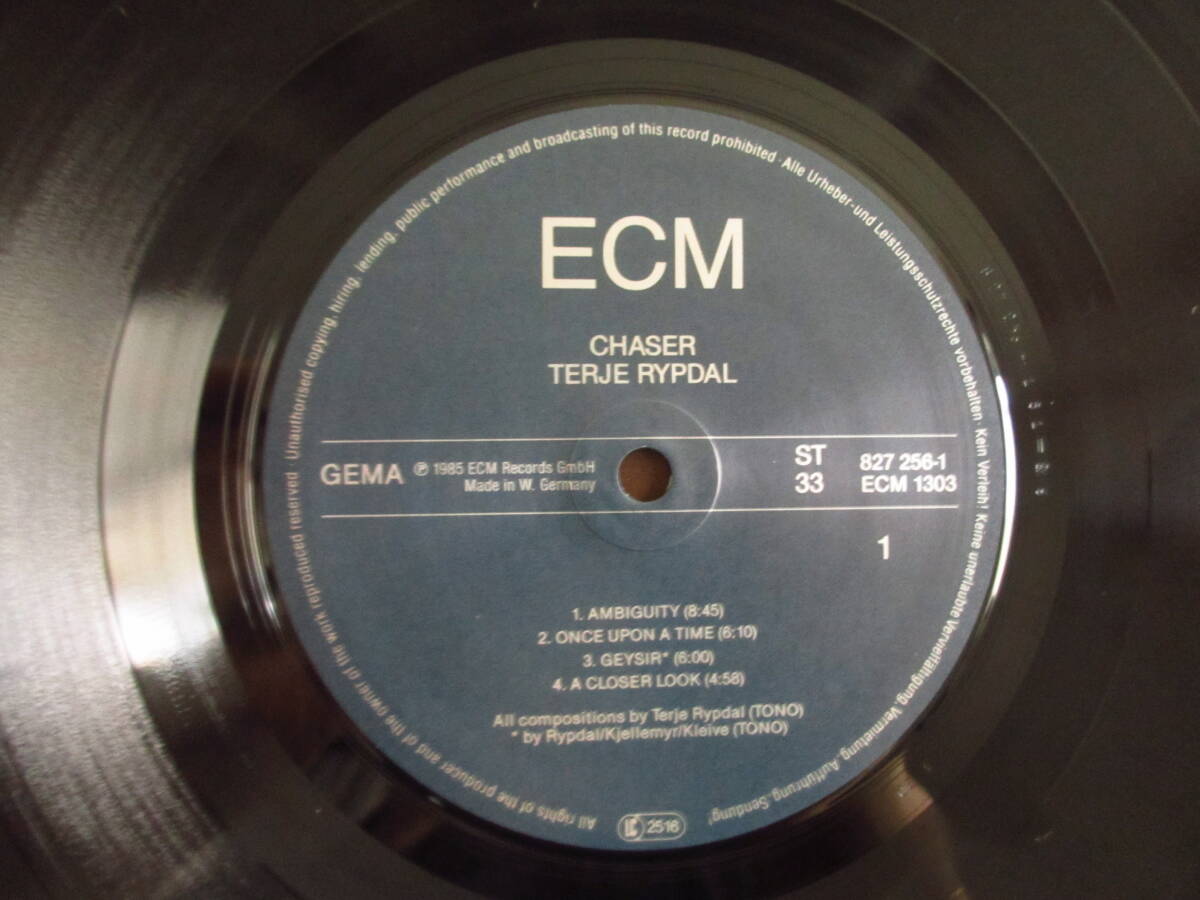 All rights of the producer and of the owner of the work reproduced reserved · Unauthorised copying, hiring, lending, public performance and broadcasting of this record prohibited · Alle Urheber- und Leistungsschutzrechte vorbehalten · Kein Verleih! Keine unerlaubte Vervielfältigung, Vermietung, Aufführung, Sendung!
ECM
CHASER
TERJE RYPDAL
GEMA
℗ 1985 ECM Records GmbH
Made in W. Germany
ST
33
827 256-1
ECM 1303
1
1. AMBIGUITY (8:45)
2. ONCE UPON A TIME (6:10)
3. GEYSIR* (6:00)
4. A CLOSER LOOK (4:58)
All compositions by Terje Rypdal (TONO)
* by Rypdal/Kjellemyr/Kleive (TONO)
LC 2516